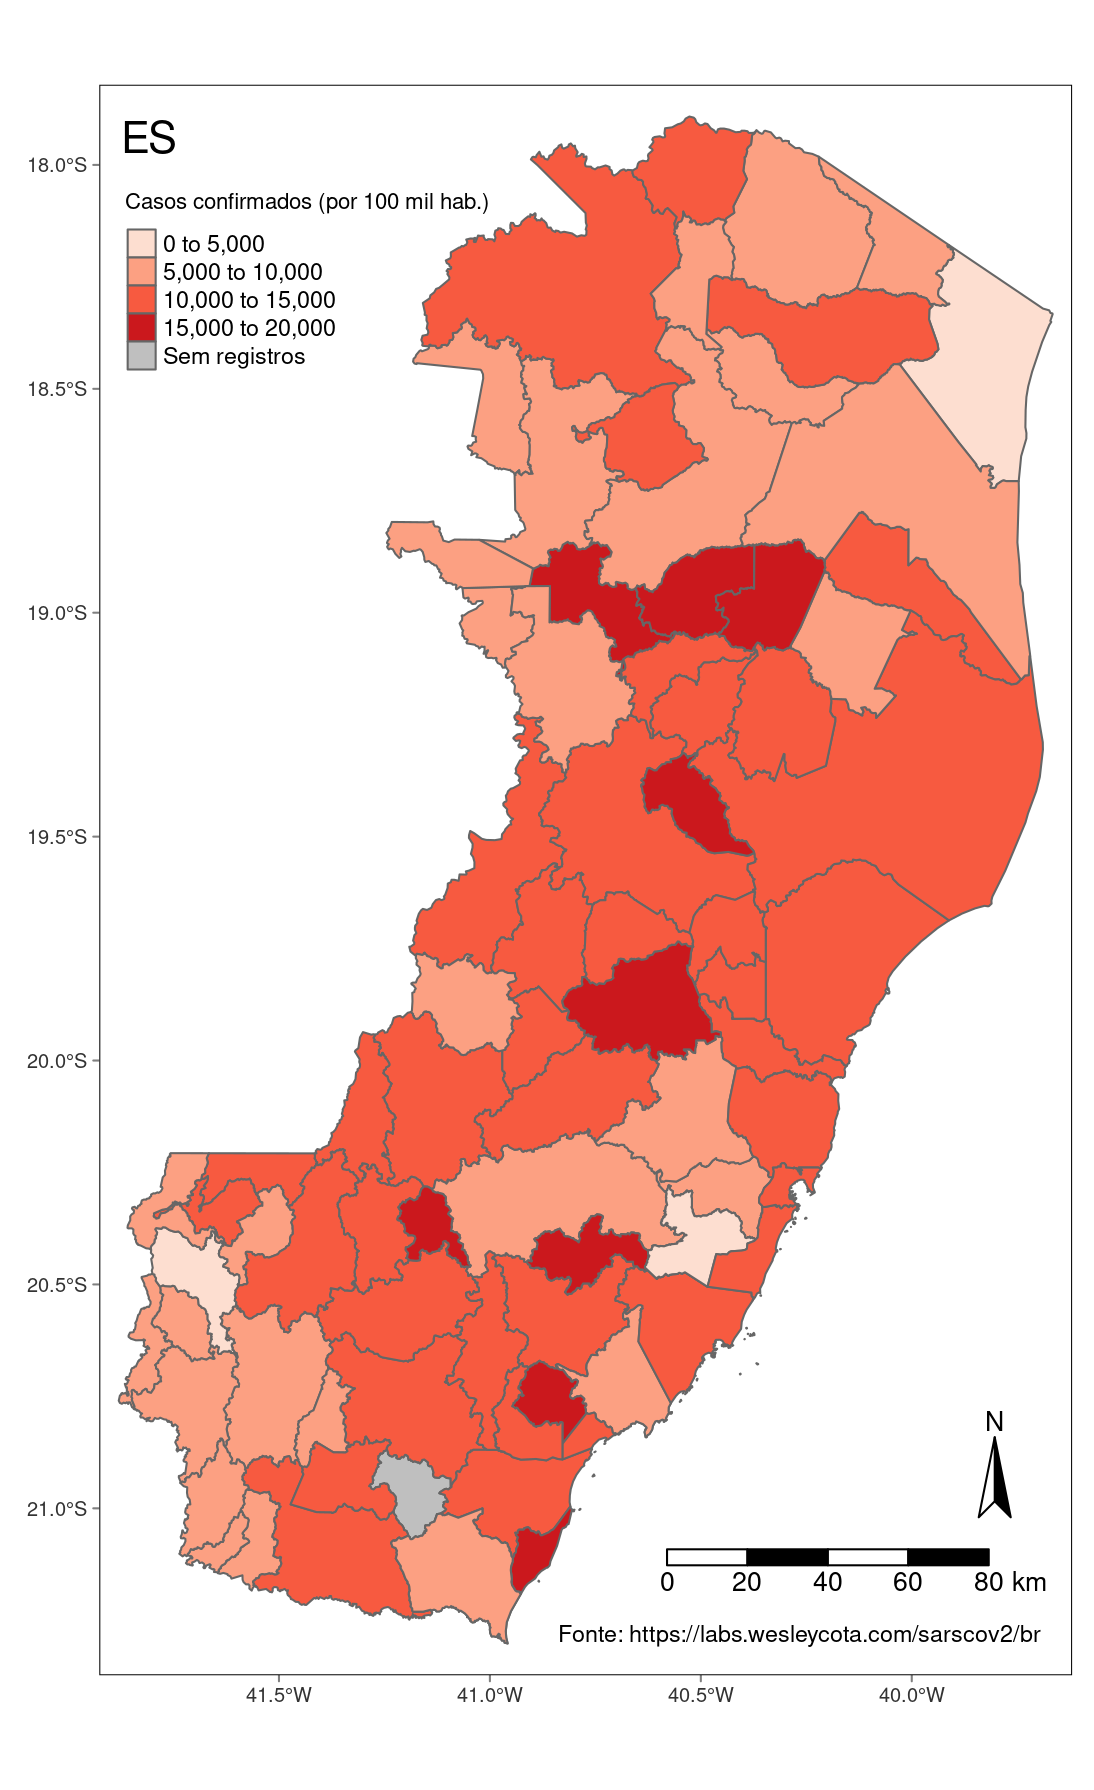 ES
Casos confirmados (por 100 mil hab.)
0 to 5,000
5,000 to 10,000
10,000 to 15,000
15,000 to 20,000
Sem registros
18.0°S
18.5°S
19.0°S
19.5°S
20.0°S
20.5°S
21.0°S
N
0 20 40 60 80 km
Fonte: https://labs.wesleycota.com/sarscov2/br
41.5°W 41.0°W 40.5°W 40.0°W